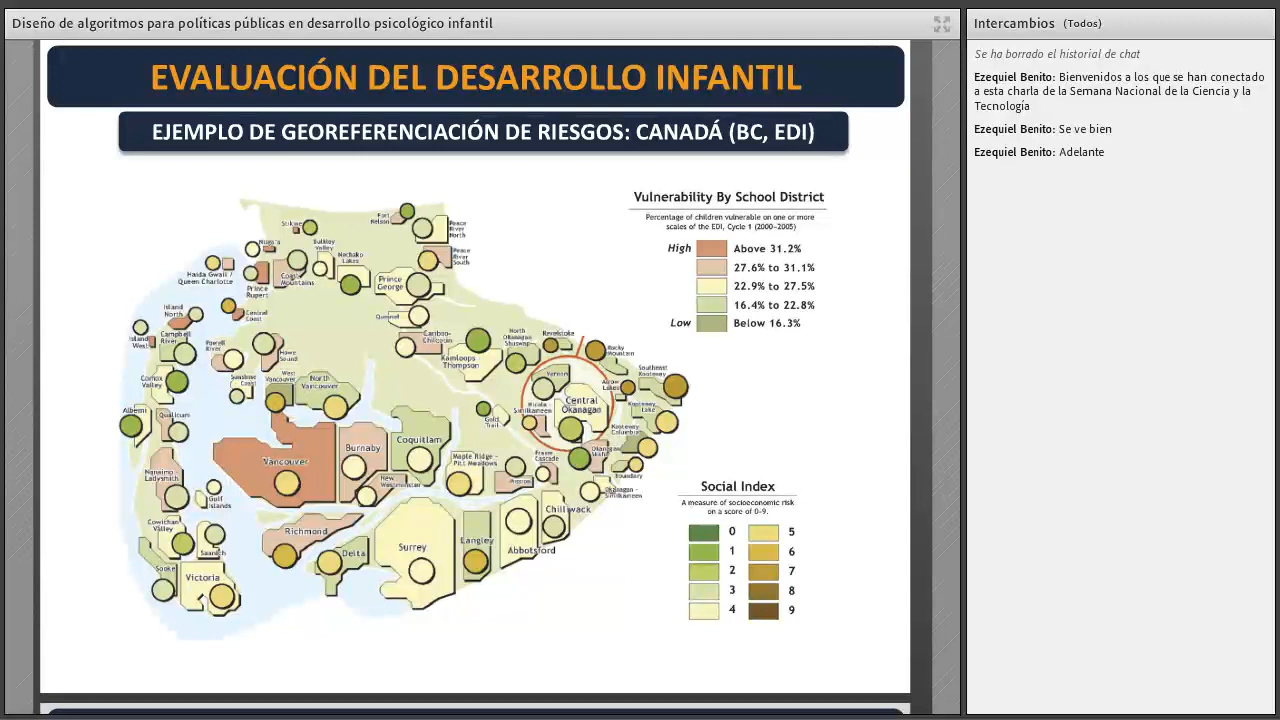 Diseño de algoritmos para políticas públicas en desarrollo psicológico infantil
EVALUACIÓN DEL DESARROLLO INFANTIL
EJEMPLO DE GEOREFERENCIACIÓN DE RIESGOS: CANADÁ (BC, EDI)
Vulnerability By School District
Percentage of children vulnerable on one or more
scales of the EDI, Cycle 1 (2000-2005)
High
Above 31.2%
27.6% to 31.1%
22.9% to 27.5%
16.4% to 22.8%
Low
Below 16.3%
Fort
Nelson
Peace
River
North
Peace
River
South
Stikine
Bulkley
Valley
Nechako
Lakes
Coast
Mountains
Haida Gwaii /
Queen Charlotte
Prince
Rupert
Prince
George
Quesnel
Central
Coast
Island
North
Island
West
Campbell
River
Powell
River
Howe
Sound
Cariboo-
Chilcotin
Kamloops
Thompson
North
Okanagan
Shuswap
Revelstoke
Rocky
Mountain
Southeast
Kootenay
Arrow
Lakes
Kootenay
Lake
Kootenay
Columbia
Vernon
Central
Okanagan
Nicola-
Similkameen
Gold
Trail
Okanagan
Skaha
Boundary
Okanagan -
Similkameen
Comox
Valley
Sunshine
Coast
West
Vancouver
North
Vancouver
Alberni
Qualicum
Vancouver
Burnaby
Coquitlam
New
Westminster
Maple Ridge -
Pitt Meadows
Fraser
Cascade
Nanaimo-
Ladysmith
Gulf
Islands
Cowichan
Valley
Saanich
Sooke
Victoria
Richmond
Delta
Surrey
Langley
Abbotsford
Chilliwack
Social Index
A measure of socioeconomic risk
on a score of 0-9.
0 5
1 6
2 7
3 8
4 9
Intercambios (Todos)
Se ha borrado el historial de chat
Ezequiel Benito: Bienvenidos a los que se han conectado
a esta charla de la Semana Nacional de la Ciencia y la
Tecnología
Ezequiel Benito: Se ve bien
Ezequiel Benito: Adelante